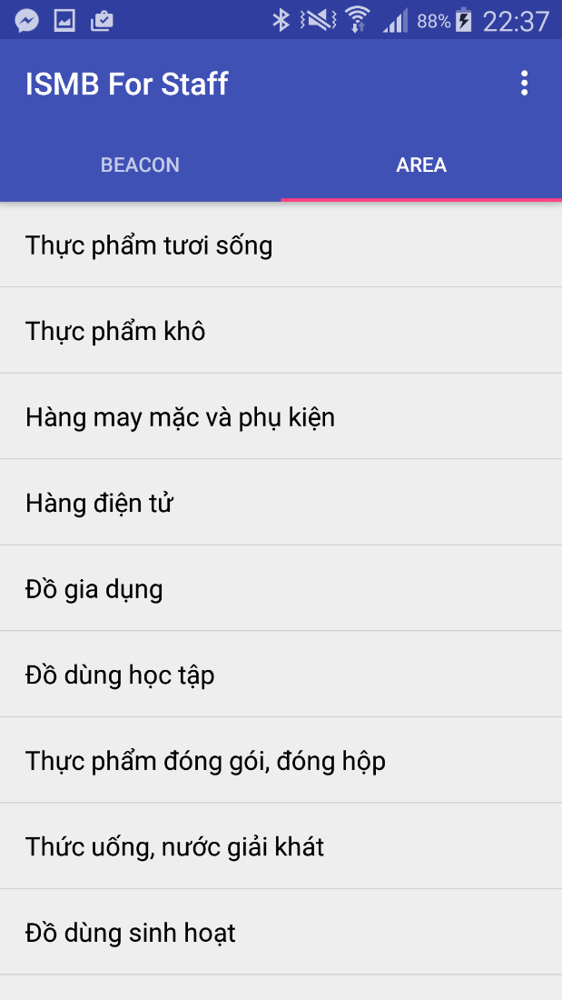 88% 22:37
ISMB For Staff
BEACON AREA
Thực phẩm tươi sống
Thực phẩm khô
Hàng may mặc và phụ kiện
Hàng điện tử
Đồ gia dụng
Đồ dùng học tập
Thực phẩm đóng gói, đóng hộp
Thức uống, nước giải khát
Đồ dùng sinh hoạt